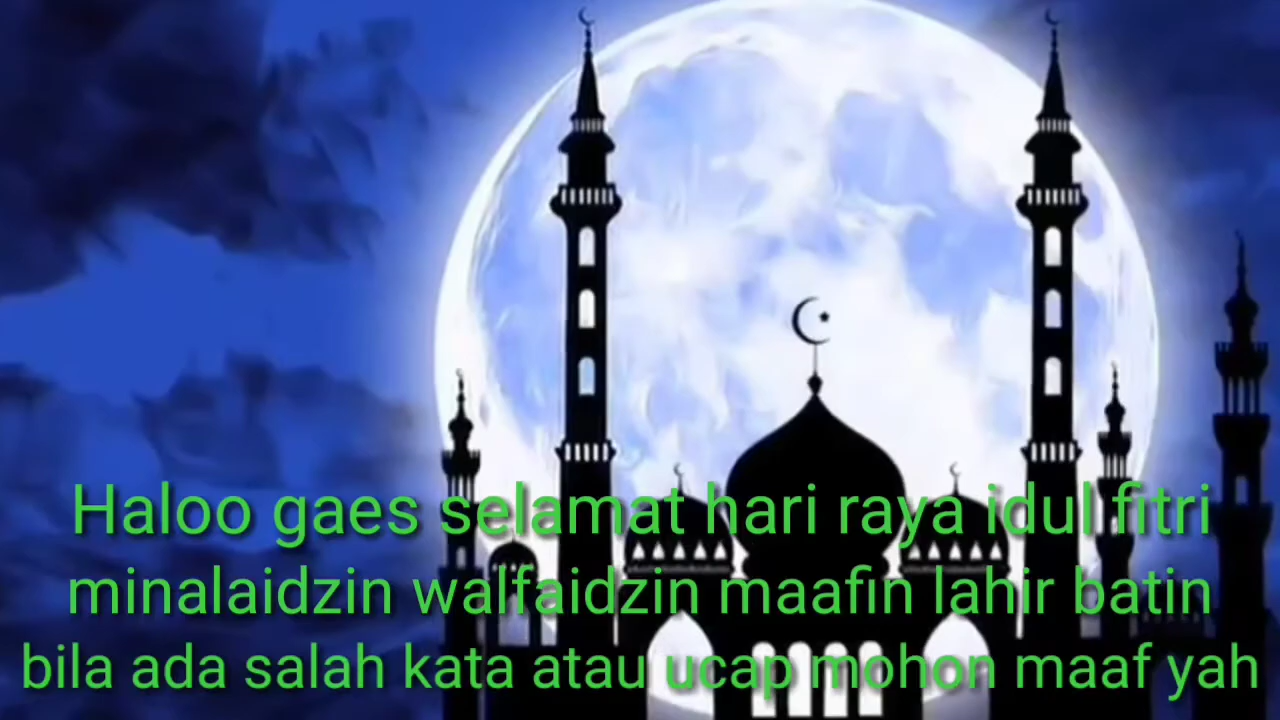 Haloo gaes selamat hari raya idul fitri
minalaidzin walfaidzin maafin lahir batin
bila ada salah kata atau ucap mohon maaf yah